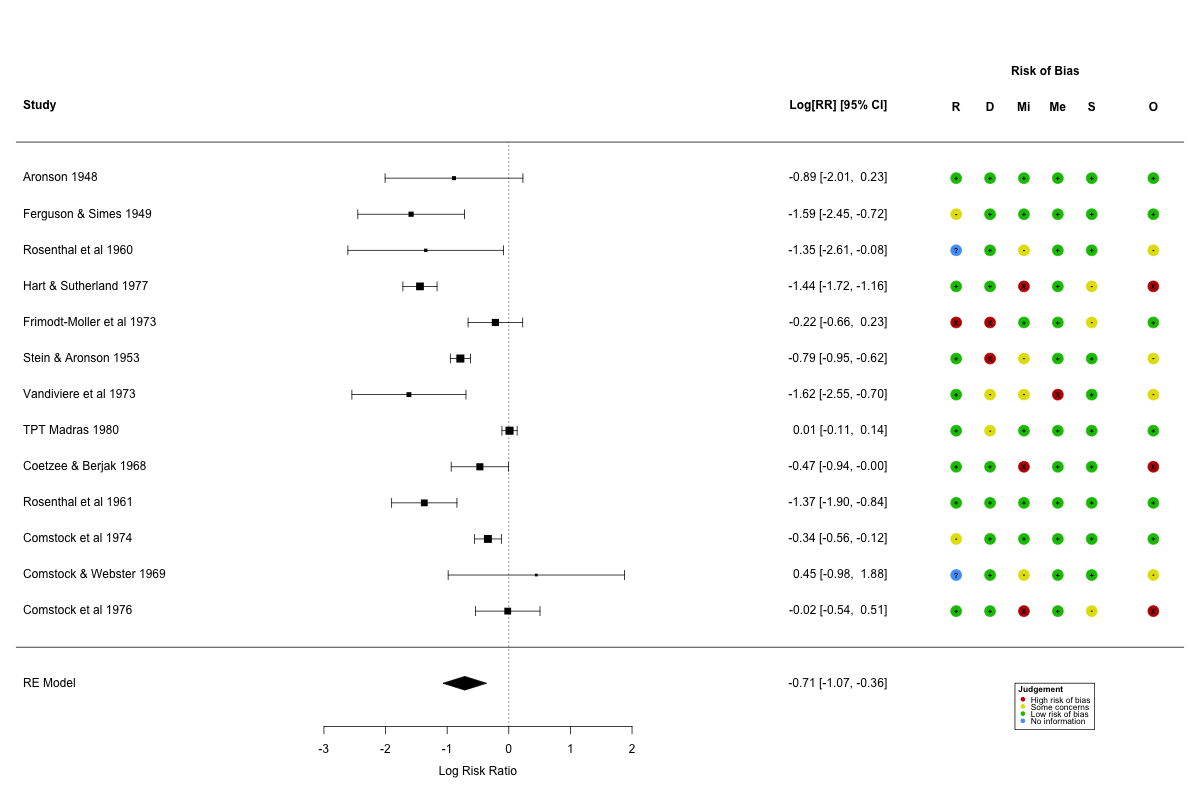 Risk of Bias
Study Log[RR] [95% CI] R D Mi Me S O
Aronson 1948 -0.89 [-2.01, 0.23] + + + + + +
Ferguson & Simes 1949 -1.59 [-2.45, -0.72] - + + + + +
Rosenthal et al 1960 -1.35 [-2.61, -0.08] ? + - + + -
Hart & Sutherland 1977 -1.44 [-1.72, -1.16] + + X + - X
Frimodt-Moller et al 1973 -0.22 [-0.66, 0.23] X X + + - +
Stein & Aronson 1953 -0.79 [-0.95, -0.62] + X - + + -
Vandiviere et al 1973 -1.62 [-2.55, -0.70] + - - X + -
TPT Madras 1980 0.01 [-0.11, 0.14] + - + + + +
Coetzee & Berjak 1968 -0.47 [-0.94, -0.00] + + X + + X
Rosenthal et al 1961 -1.37 [-1.90, -0.84] + + + + + +
Comstock et al 1974 -0.34 [-0.56, -0.12] - + + + + +
Comstock & Webster 1969 0.45 [-0.98, 1.88] ? + - + + -
Comstock et al 1976 -0.02 [-0.54, 0.51] + + X + - X
RE Model -0.71 [-1.07, -0.36]
Judgement
High risk of bias
Some concerns
Low risk of bias
No information
-3 -2 -1 0 1 2
Log Risk Ratio